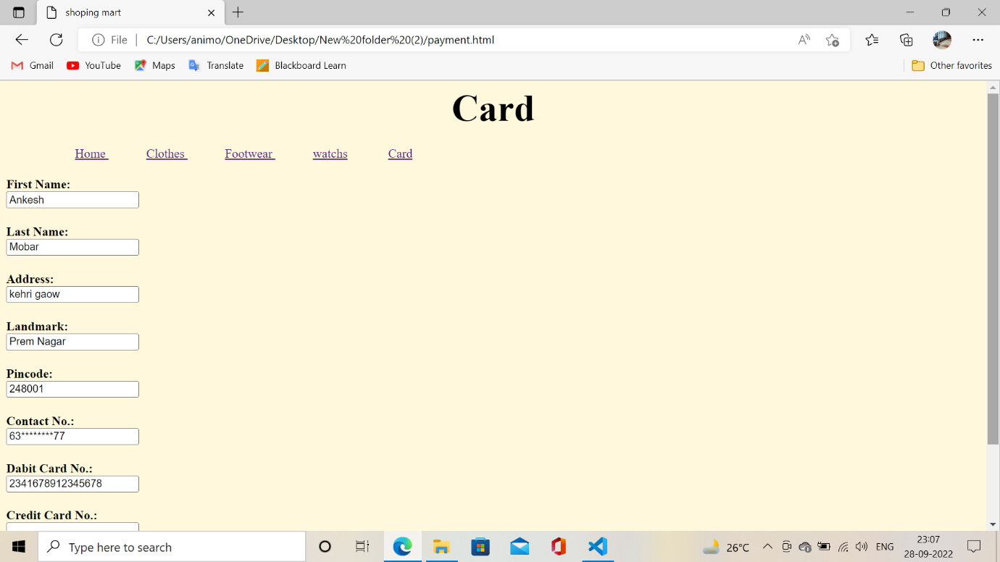 shoping mart
File C:/Users/animo/OneDrive/Desktop/New%20folder%20(2)/payment.html
Gmail YouTube Maps Translate Blackboard Learn Other favorites
Card
Home Clothes Footwear watchs Card
First Name:
Ankesh
Last Name:
Mobar
Address:
kehri gaow
Landmark:
Prem Nagar
Pincode:
248001
Contact No.:
63********77
Dabit Card No.:
2341678912345678
Credit Card No.:
Type here to search 26°C ENG 23:07
28-09-2022